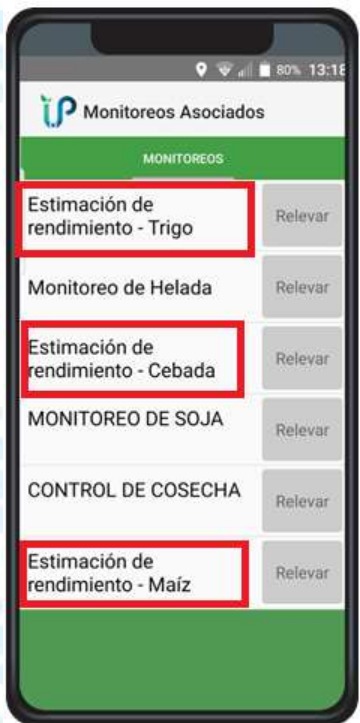 80% 13:18
iP Monitoreos Asociados
MONITOREOS
Estimación de
rendimiento - Trigo
Relevar
Monitoreo de Helada
Relevar
Estimación de
rendimiento - Cebada
Relevar
MONITOREO DE SOJA
Relevar
CONTROL DE COSECHA
Relevar
Estimación de
rendimiento - Maíz
Relevar